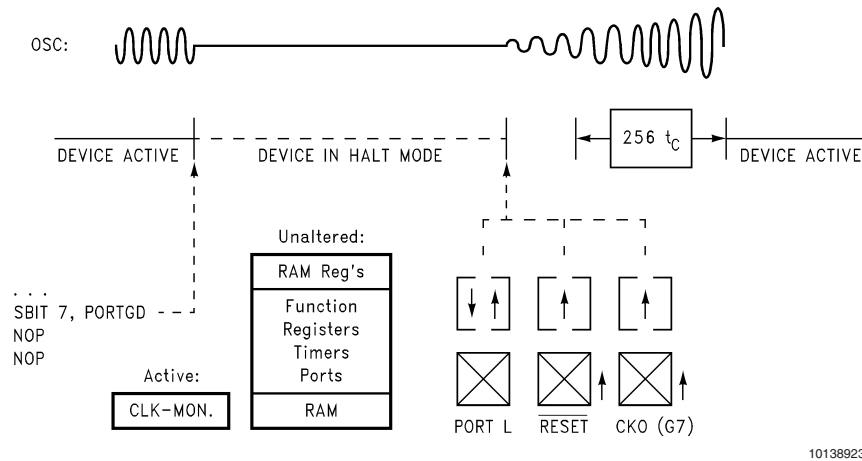 OSC:
256 tC
DEVICE ACTIVE
DEVICE IN HALT MODE
DEVICE ACTIVE
. . .
SBIT 7, PORTGD
NOP
NOP
Active:
CLK-MON.
Unaltered:
RAM Reg's
Function
Registers
Timers
Ports
RAM
PORT L
RESET
CKO (G7)
10138923